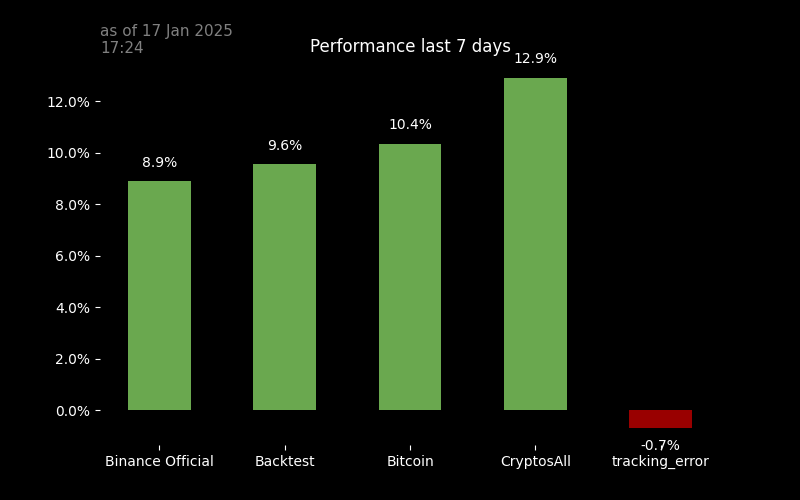 as of 17 Jan 2025
17:24
Performance last 7 days
12.9%
12.0%
10.4%
10.0%
9.6%
8.9%
8.0%
6.0%
4.0%
2.0%
0.0%
-0.7%
Binance Official
Backtest
Bitcoin
CryptosAll
tracking_error